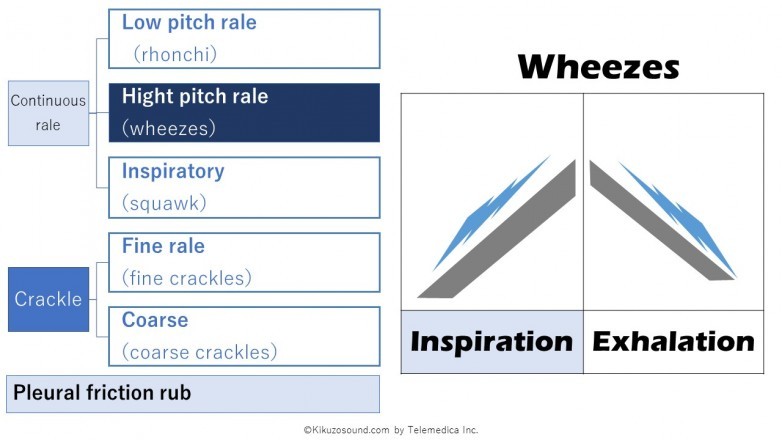 Low pitch rale
(rhonchi)
Continuous
rale
Hight pitch rale
(wheezes)
Inspiratory
(squawk)
Fine rale
(fine crackles)
Crackle
Coarse
(coarse crackles)
Pleural friction rub
Wheezes
Inspiration
Exhalation
©Kikuzosound.com by Telemedica Inc.